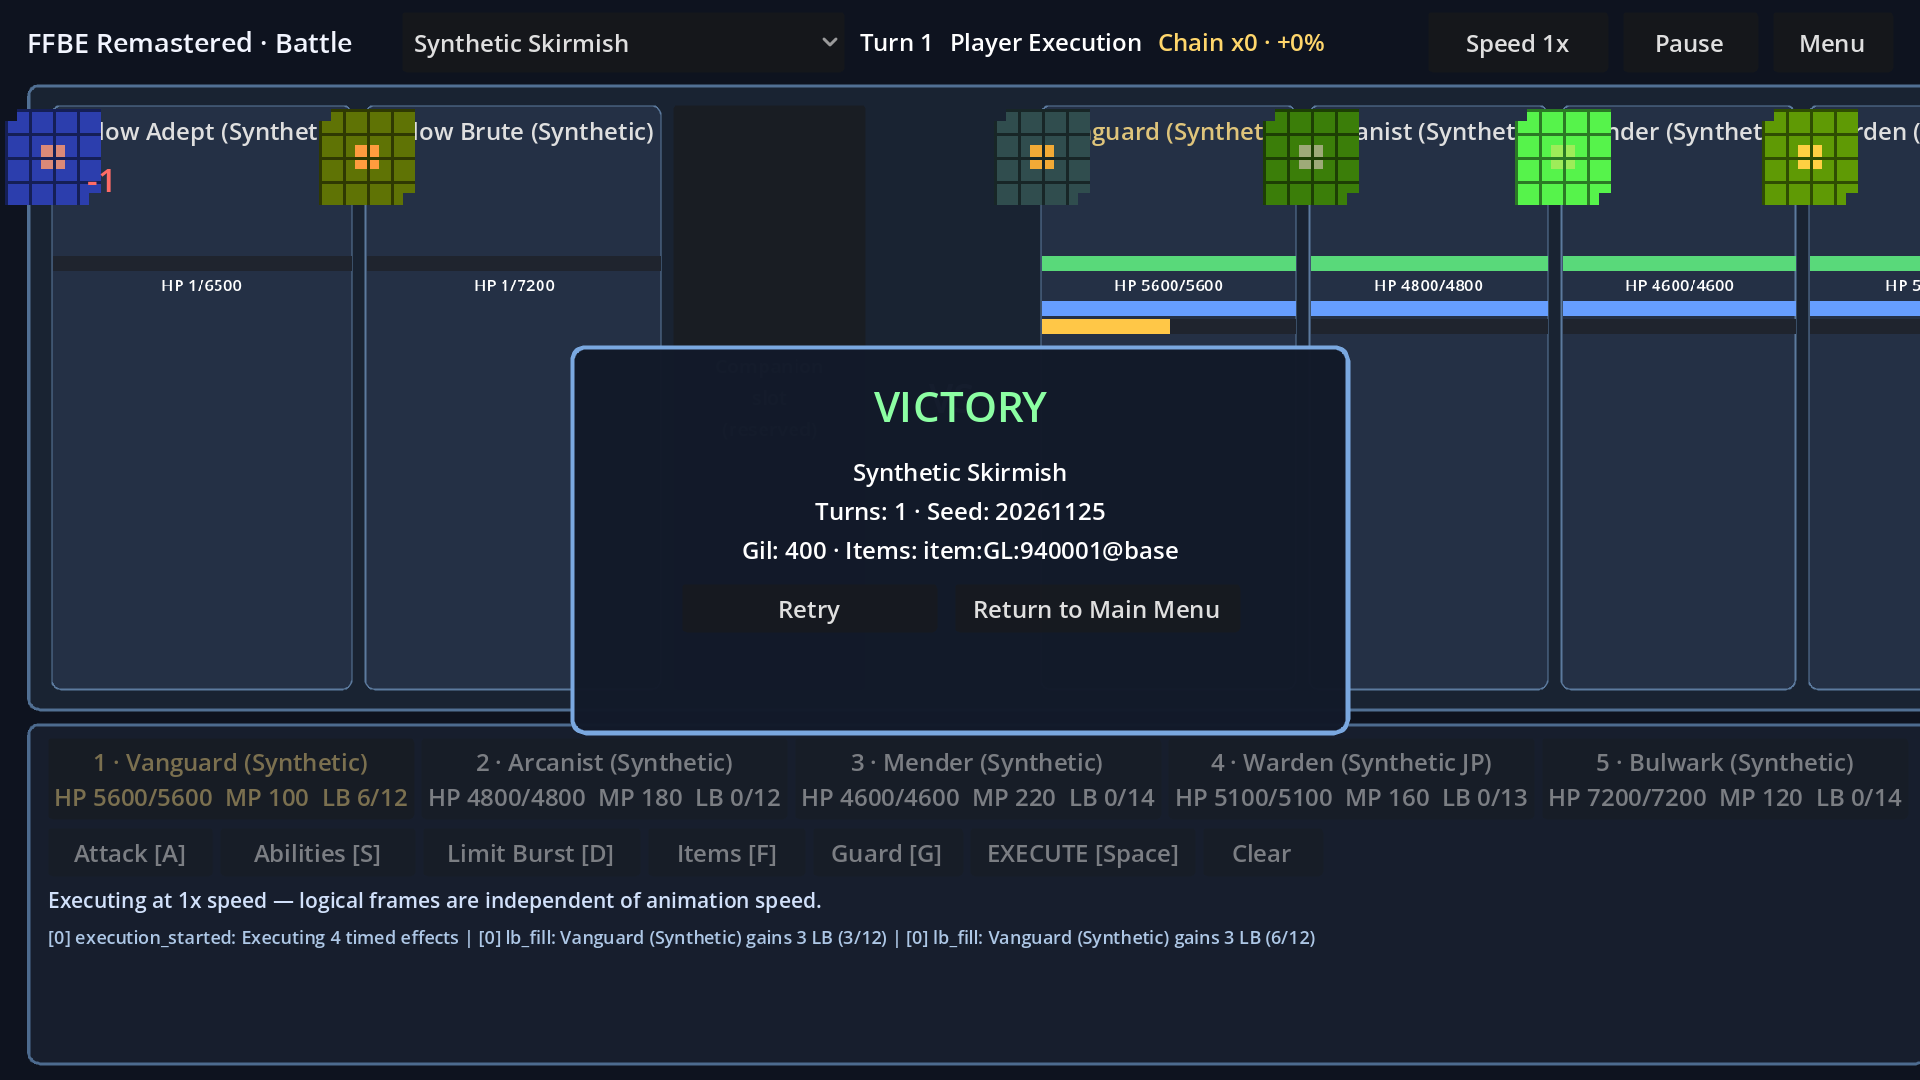 FFBE Remastered · Battle
Synthetic Skirmish
Turn 1 Player Execution Chain x0 · +0%
Speed 1x
Pause
Menu
low Adept (Synthet
low Brute (Synthetic)
guard (Synthet
anist (Synthet
nder (Synthet
rden (
-1
HP 1/6500
HP 1/7200
HP 5600/5600
HP 4800/4800
HP 4600/4600
HP 5
VICTORY
Synthetic Skirmish
Turns: 1 · Seed: 20261125
Gil: 400 · Items: item:GL:940001@base
Retry
Return to Main Menu
1 · Vanguard (Synthetic)
HP 5600/5600 MP 100 LB 6/12
2 · Arcanist (Synthetic)
HP 4800/4800 MP 180 LB 0/12
3 · Mender (Synthetic)
HP 4600/4600 MP 220 LB 0/14
4 · Warden (Synthetic JP)
HP 5100/5100 MP 160 LB 0/13
5 · Bulwark (Synthetic)
HP 7200/7200 MP 120 LB 0/14
Attack [A]
Abilities [S]
Limit Burst [D]
Items [F]
Guard [G]
EXECUTE [Space]
Clear
Executing at 1x speed — logical frames are independent of animation speed.
[0] execution_started: Executing 4 timed effects | [0] lb_fill: Vanguard (Synthetic) gains 3 LB (3/12) | [0] lb_fill: Vanguard (Synthetic) gains 3 LB (6/12)